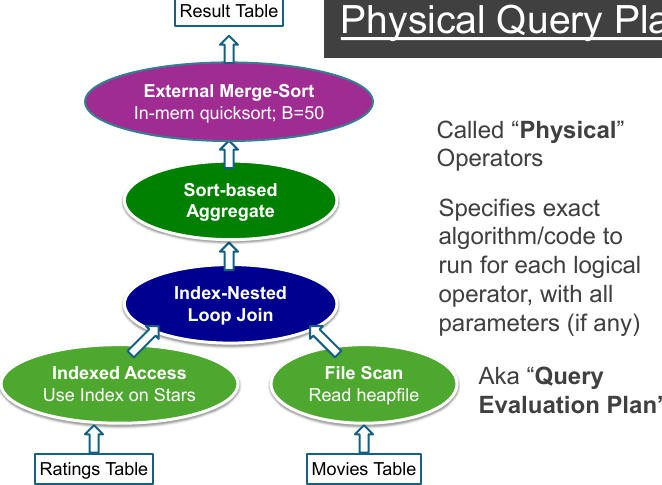 Result Table
Physical Query Pla
External Merge-Sort
In-mem quicksort; B=50
Called “Physical”
Operators
Sort-based
Aggregate
Specifies exact
algorithm/code to
run for each logical
operator, with all
parameters (if any)
Index-Nested
Loop Join
Indexed Access
Use Index on Stars
File Scan
Read heapfile
Aka “Query
Evaluation Plan”
Ratings Table
Movies Table